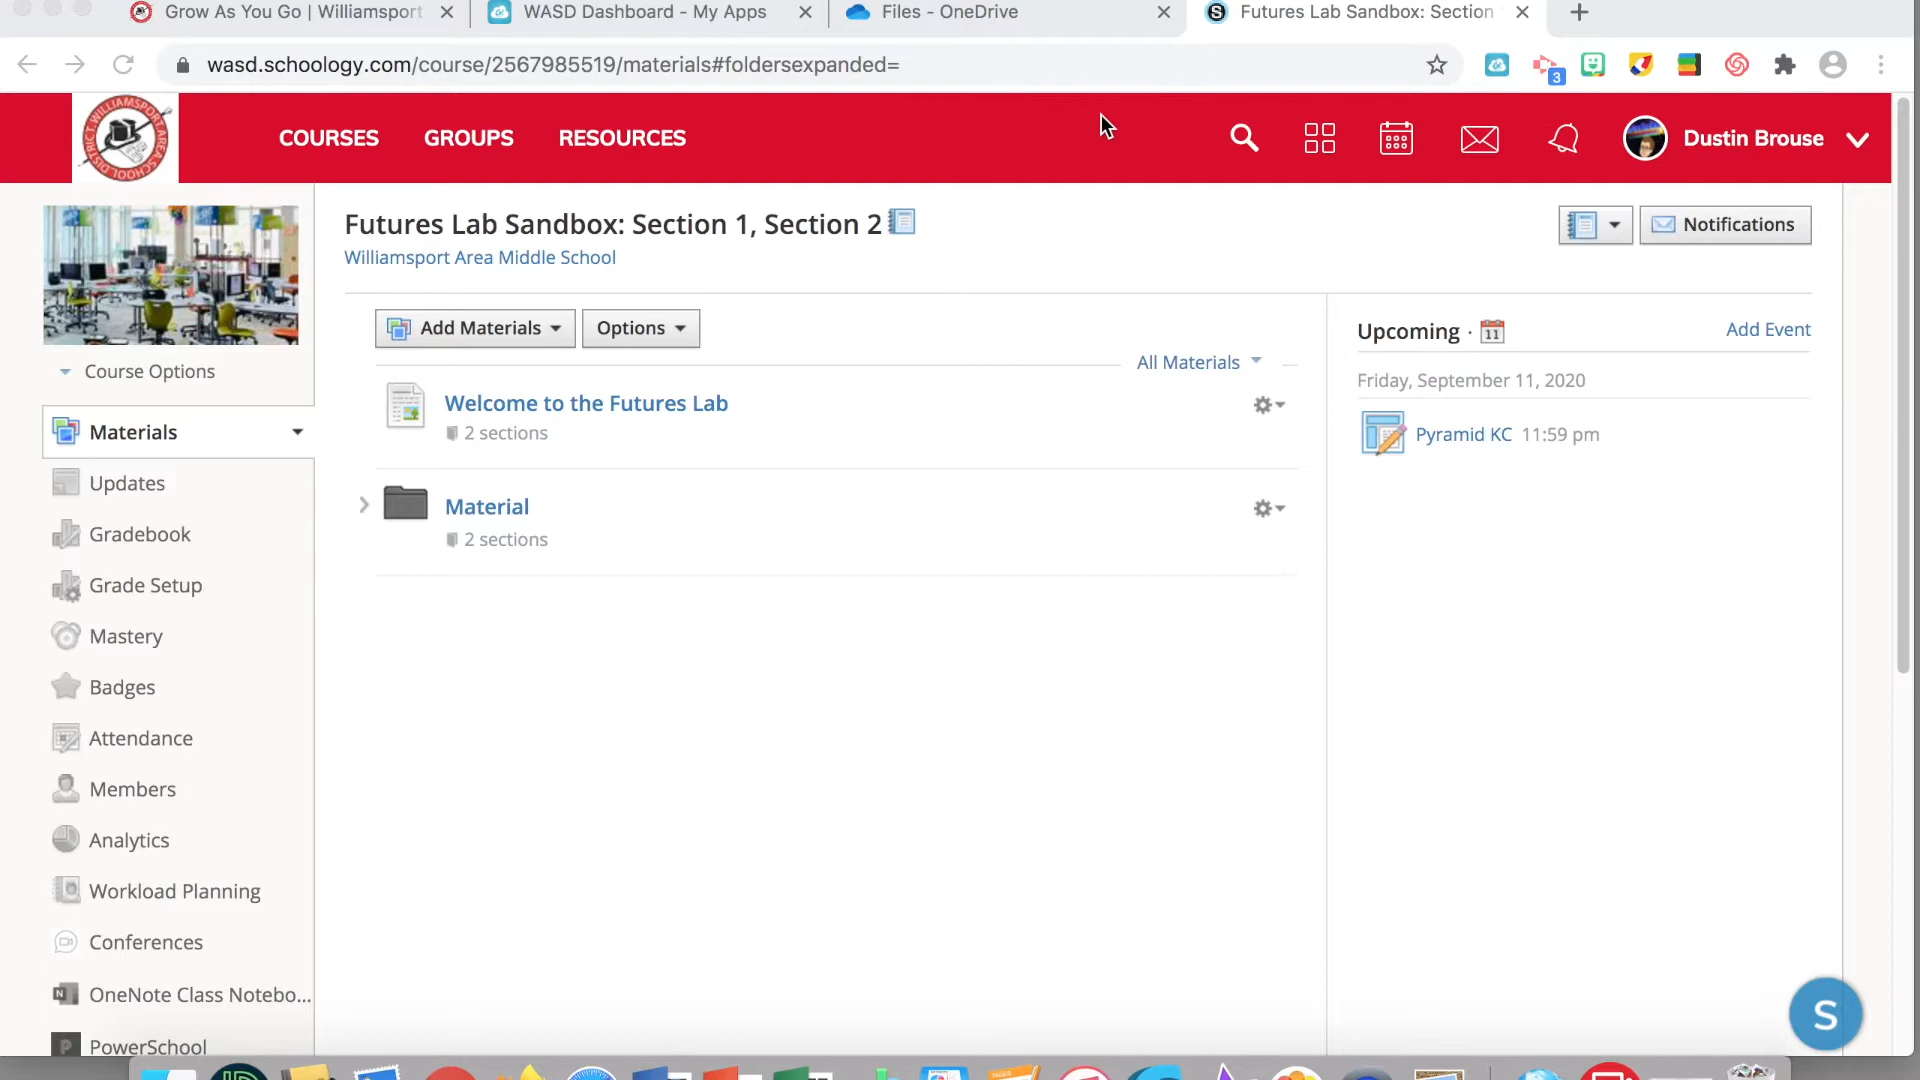 Grow As You Go | Williamsport
WASD Dashboard - My Apps
Files - OneDrive
Futures Lab Sandbox: Section
wasd.schoology.com/course/2567985519/materials#foldersexpanded=
3
COURSES
GROUPS
RESOURCES
Dustin Brouse
Futures Lab Sandbox: Section 1, Section 2
Williamsport Area Middle School
Notifications
Add Materials
Options
All Materials
Upcoming ·
11
Add Event
Friday, September 11, 2020
Pyramid KC 11:59 pm
Welcome to the Futures Lab
2 sections
Material
2 sections
Course Options
Materials
Updates
Gradebook
Grade Setup
Mastery
Badges
Attendance
Members
Analytics
Workload Planning
Conferences
OneNote Class Notebo...
PowerSchool
S